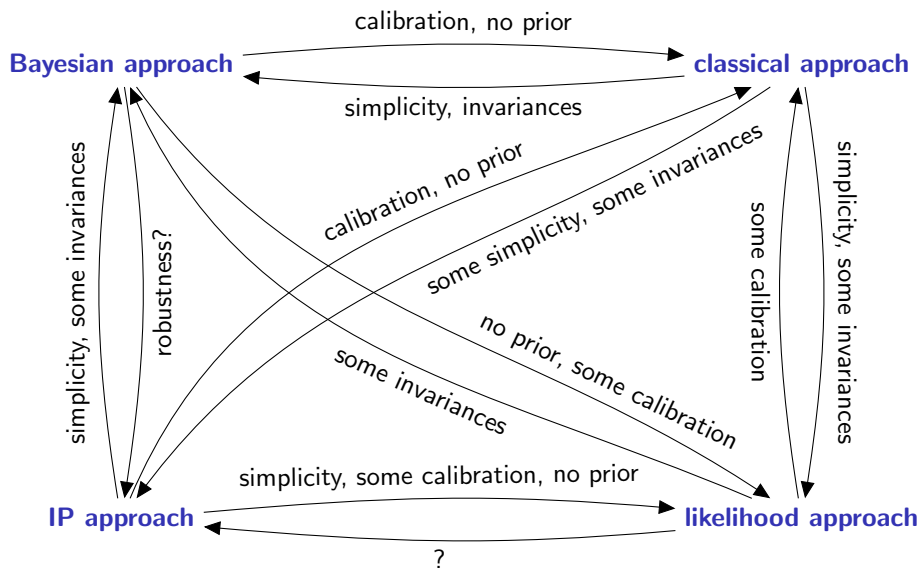 calibration, no prior
Bayesian approach
classical approach
simplicity, invariances
calibration, no prior
some simplicity, some invariances
simplicity, some invariances
robustness?
some calibration
simplicity, some invariances
no prior, some calibration
some invariances
simplicity, some calibration, no prior
IP approach
likelihood approach
?